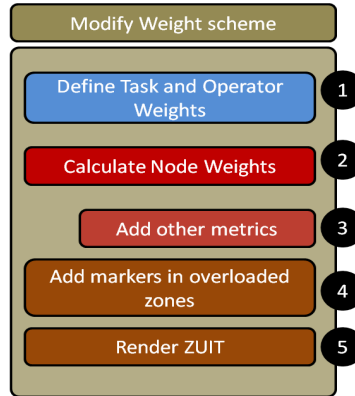 Modify Weight scheme
Define Task and Operator
Weights
1
Calculate Node Weights
2
Add other metrics
3
Add markers in overloaded
zones
4
Render ZUIT
5